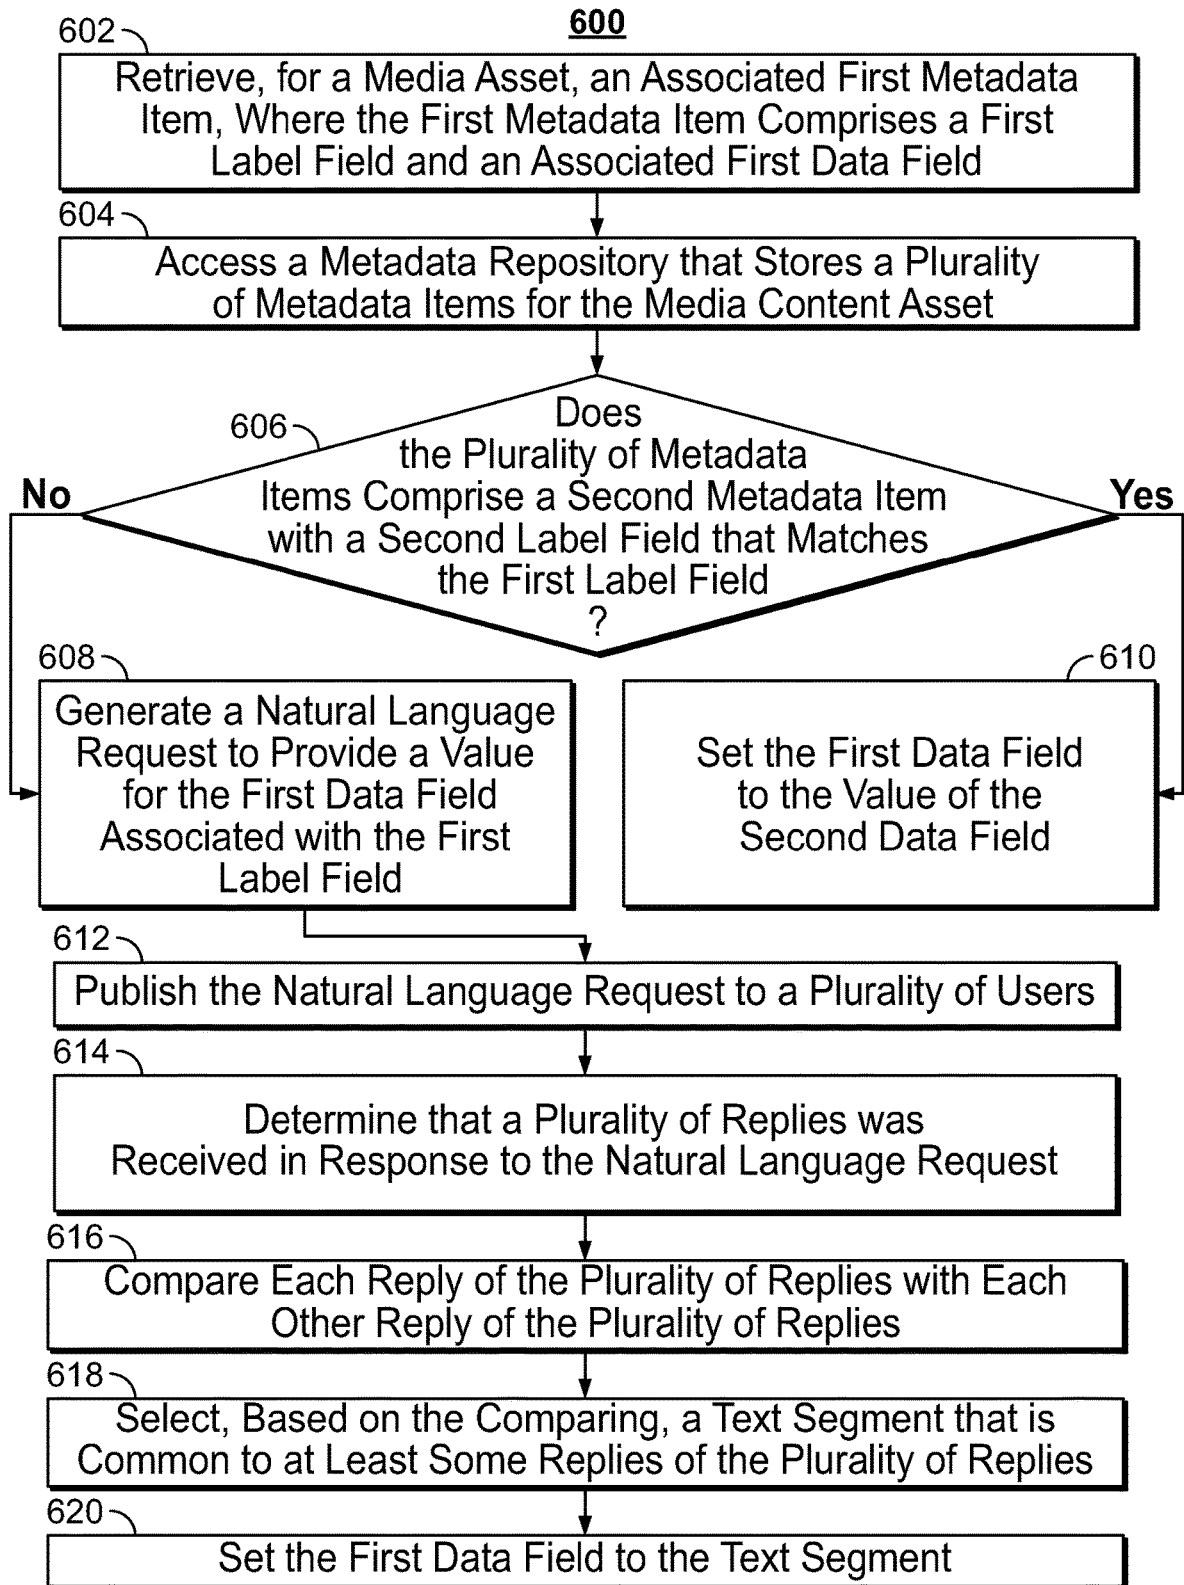 600
602
Retrieve, for a Media Asset, an Associated First Metadata
Item, Where the First Metadata Item Comprises a First
Label Field and an Associated First Data Field
604
Access a Metadata Repository that Stores a Plurality
of Metadata Items for the Media Content Asset
606
Does
the Plurality of Metadata
Items Comprise a Second Metadata Item
with a Second Label Field that Matches
the First Label Field
?
No
Yes
608
Generate a Natural Language
Request to Provide a Value
for the First Data Field
Associated with the First
Label Field
610
Set the First Data Field
to the Value of the
Second Data Field
612
Publish the Natural Language Request to a Plurality of Users
614
Determine that a Plurality of Replies was
Received in Response to the Natural Language Request
616
Compare Each Reply of the Plurality of Replies with Each
Other Reply of the Plurality of Replies
618
Select, Based on the Comparing, a Text Segment that is
Common to at Least Some Replies of the Plurality of Replies
620
Set the First Data Field to the Text Segment